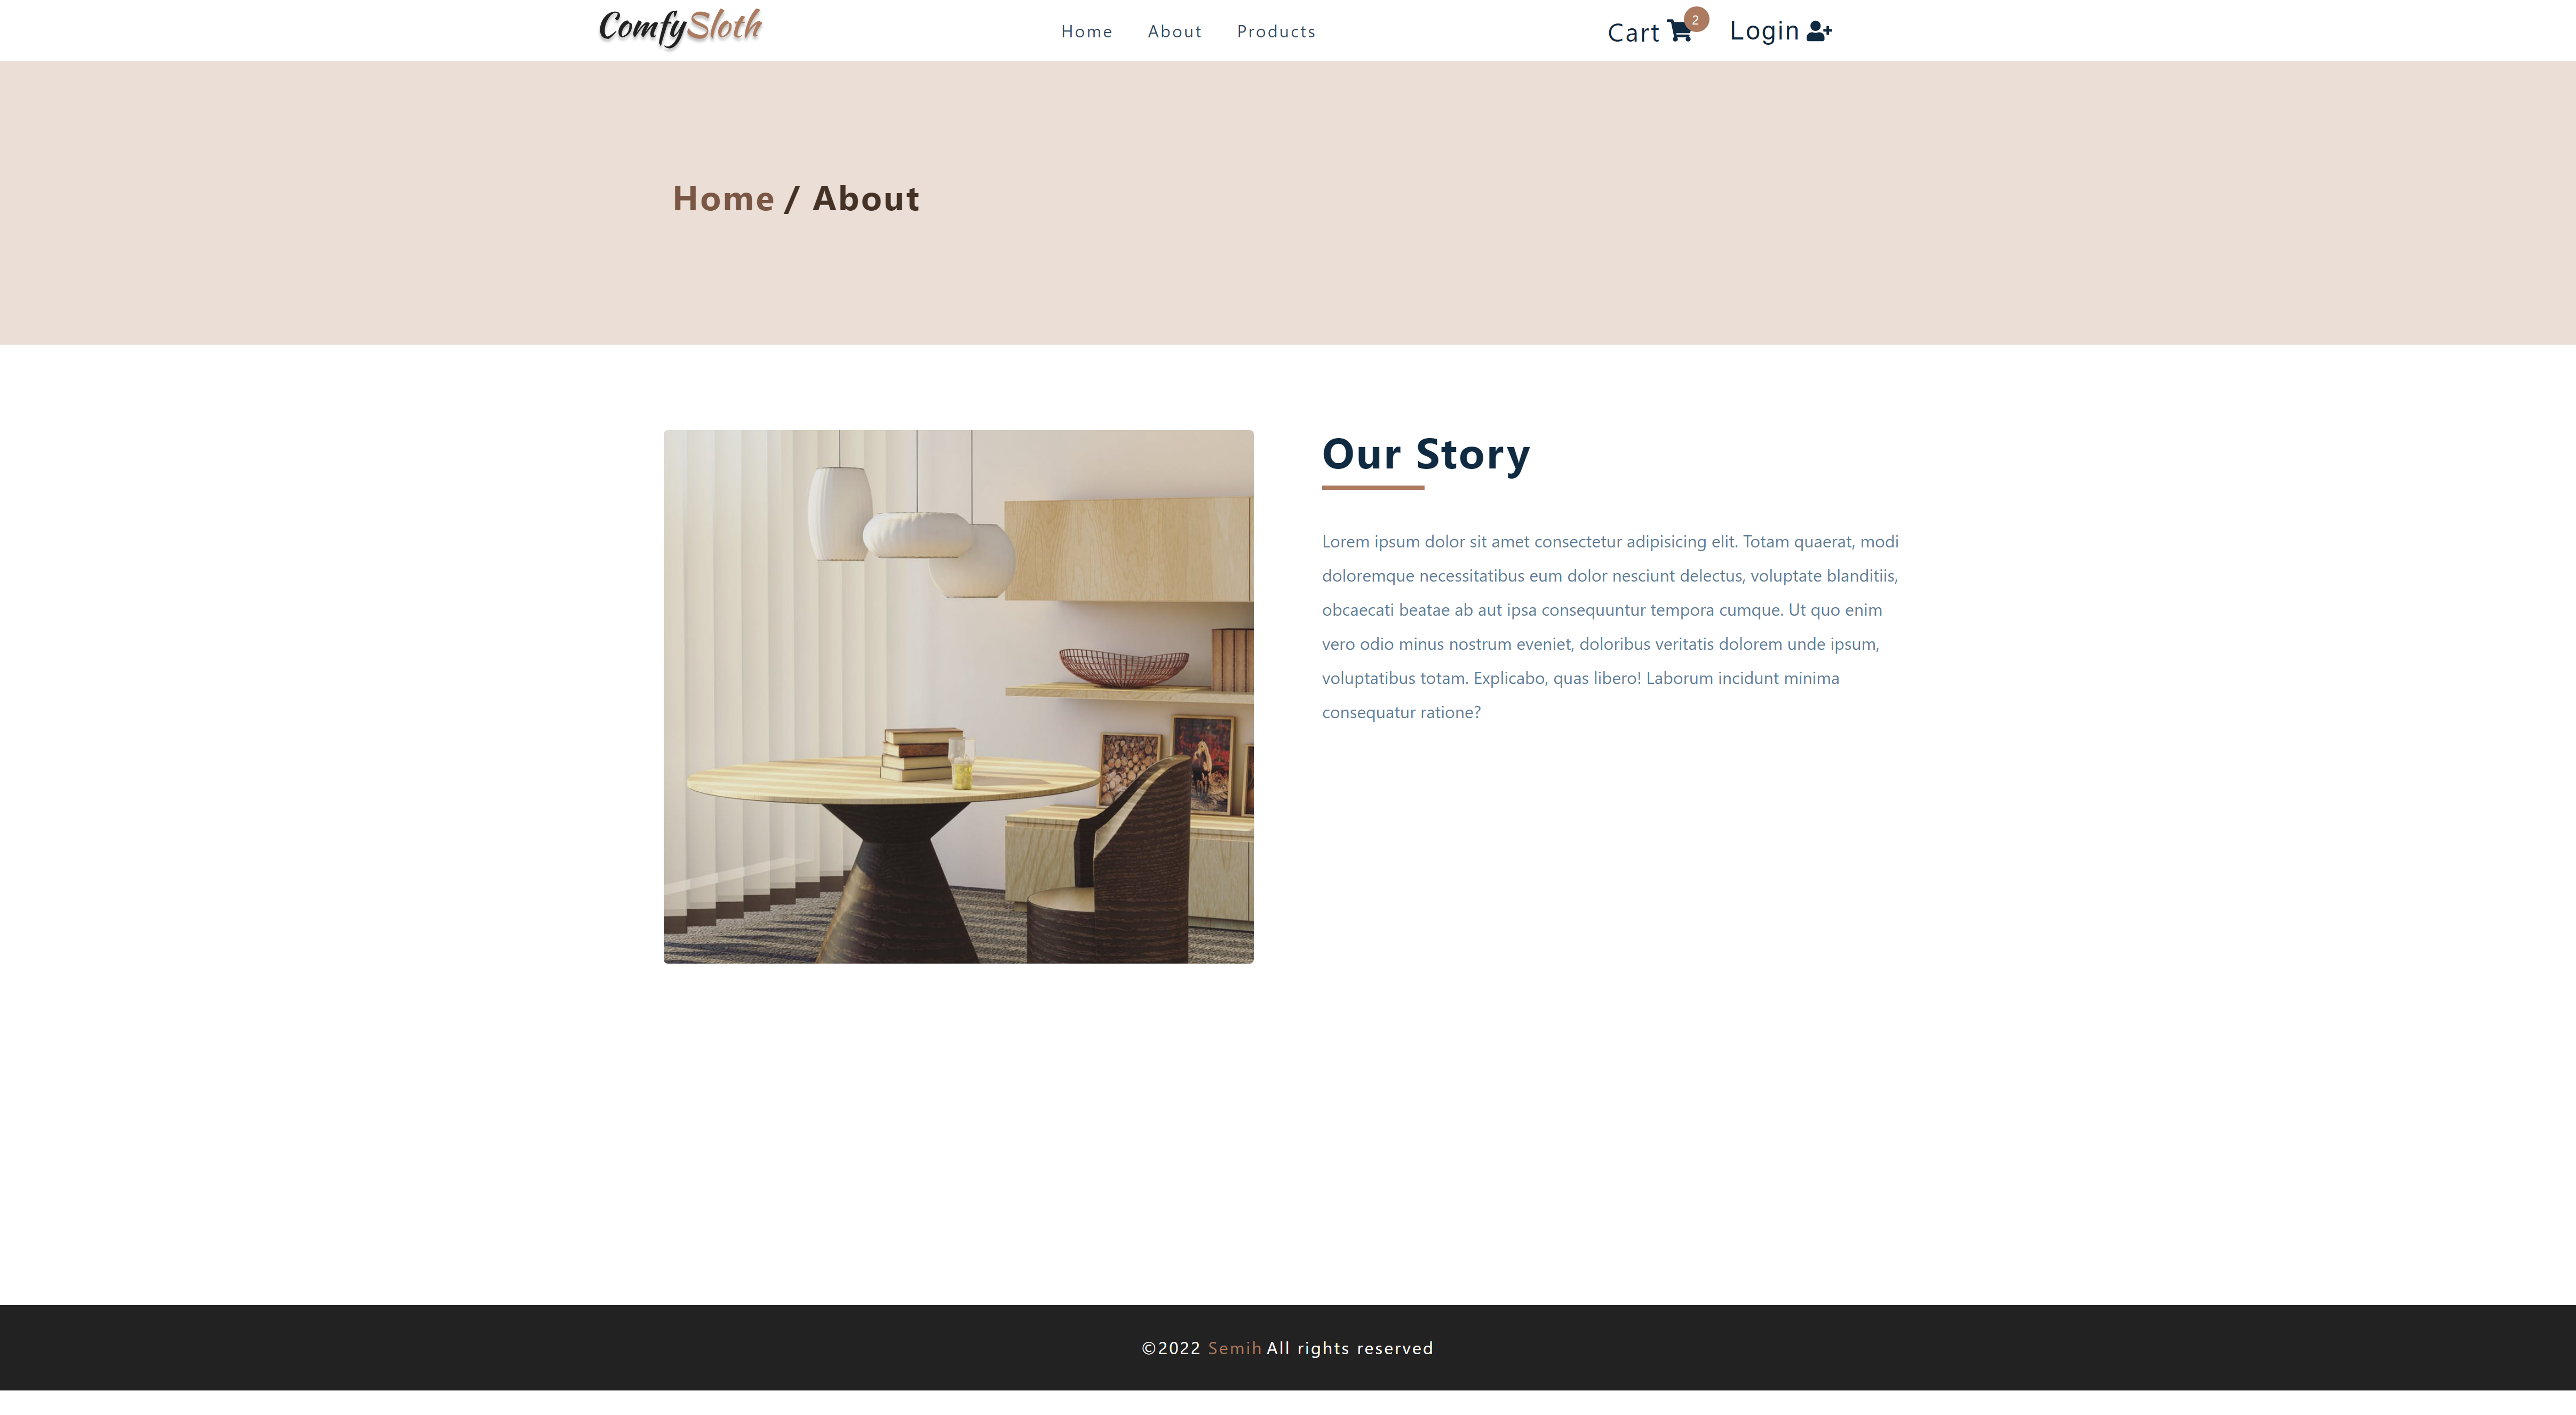 ComfySloth
Home About Products
Cart 2 Login
Home / About
Our Story
Lorem ipsum dolor sit amet consectetur adipisicing elit. Totam quaerat, modi
doloremque necessitatibus eum dolor nesciunt delectus, voluptate blanditiis,
obcaecati beatae ab aut ipsa consequuntur tempora cumque. Ut quo enim
vero odio minus nostrum eveniet, doloribus veritatis dolorem unde ipsum,
voluptatibus totam. Explicabo, quas libero! Laborum incidunt minima
consequatur ratione?
©2022 Semih All rights reserved